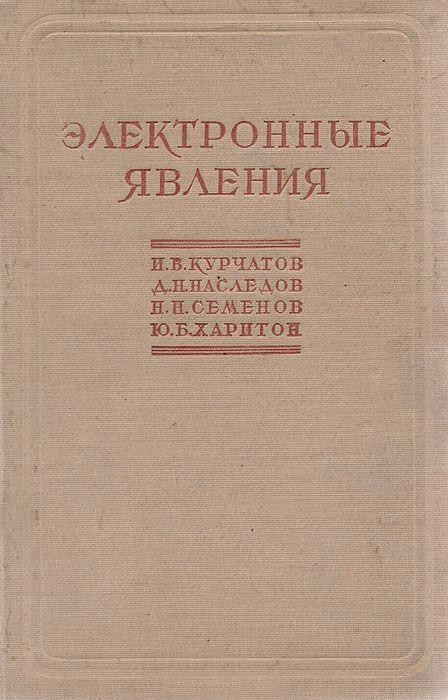 ЭЛЕКТРОННЫЕ
ЯВЛЕНИЯ
И.В.КУРЧАТОВ
Д.Н.НАСЛЕДОВ
Н.Н.СЕМЕНОВ
Ю.Б.ХАРИТОН